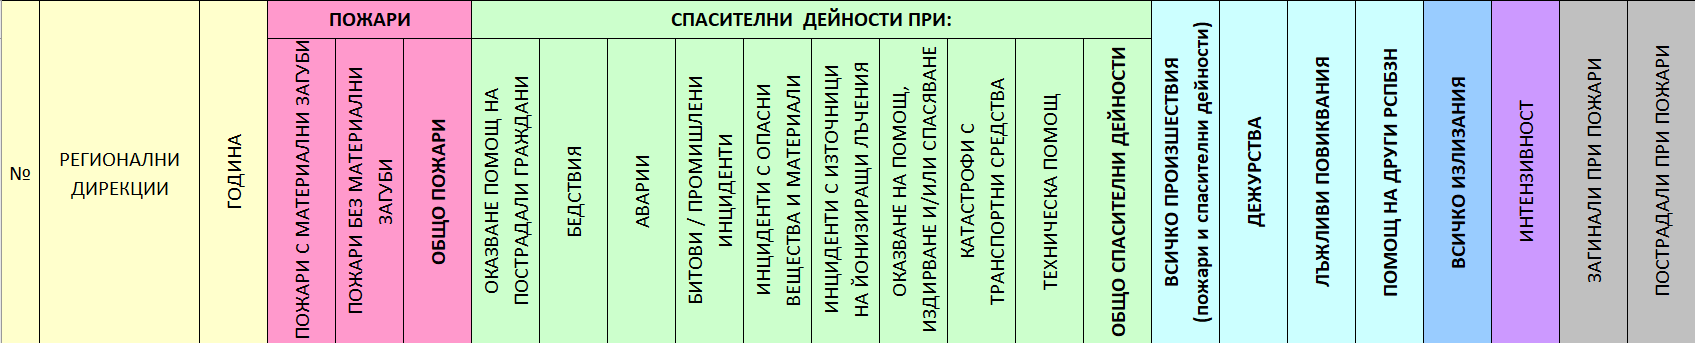 №
РЕГИОНАЛНИ
ДИРЕКЦИИ
ГОДИНА
ПОЖАРИ
ПОЖАРИ С МАТЕРИАЛНИ ЗАГУБИ
ПОЖАРИ БЕЗ МАТЕРИАЛНИ
ЗАГУБИ
ОБЩО ПОЖАРИ
СПАСИТЕЛНИ ДЕЙНОСТИ ПРИ:
ОКАЗВАНЕ ПОМОЩ НА
ПОСТРАДАЛИ ГРАЖДАНИ
БЕДСТВИЯ
АВАРИИ
БИТОВИ / ПРОМИШЛЕНИ
ИНЦИДЕНТИ
ИНЦИДЕНТИ С ОПАСНИ
ВЕЩЕСТВА И МАТЕРИАЛИ
ИНЦИДЕНТИ С ИЗТОЧНИЦИ
НА ЙОНИЗИРАЩИ ЛЪЧЕНИЯ
ОКАЗВАНЕ НА ПОМОЩ,
ИЗДИРВАНЕ И/ИЛИ СПАСЯВАНЕ
КАТАСТРОФИ С
ТРАНСПОРТНИ СРЕДСТВА
ТЕХНИЧЕСКА ПОМОЩ
ОБЩО СПАСИТЕЛНИ ДЕЙНОСТИ
ВСИЧКО ПРОИЗШЕСТВИЯ
(пожари и спасителни дейности)
ДЕЖУРСТВА
ЛЪЖЛИВИ ПОВИКВАНИЯ
ПОМОЩ НА ДРУГИ РСПБЗН
ВСИЧКО ИЗЛИЗАНИЯ
ИНТЕНЗИВНОСТ
ЗАГИНАЛИ ПРИ ПОЖАРИ
ПОСТРАДАЛИ ПРИ ПОЖАРИ